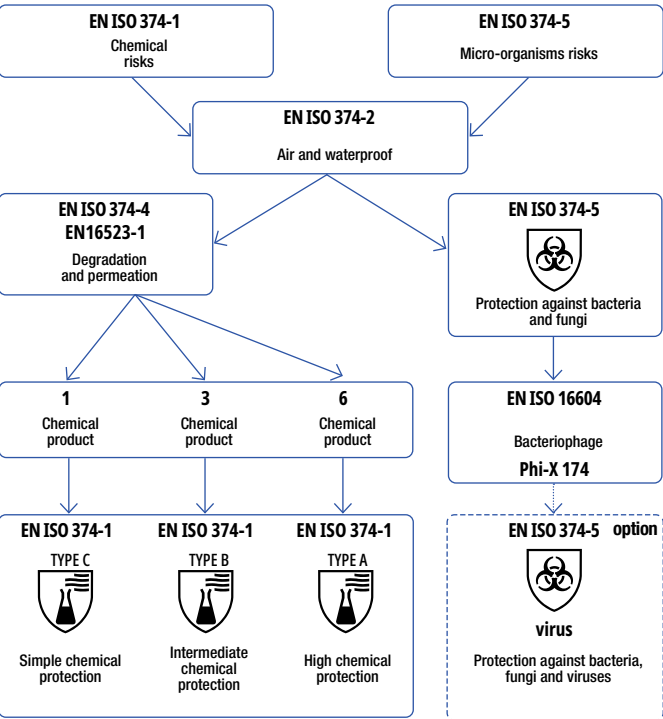 EN ISO 374-1
Chemical
risks
EN ISO 374-5
Micro-organisms risks
EN ISO 374-2
Air and waterproof
EN ISO 374-4
EN16523-1
Degradation
and permeation
EN ISO 374-5
Protection against bacteria
and fungi
1
Chemical
product
3
Chemical
product
6
Chemical
product
EN ISO 16604
Bacteriophage
Phi-X 174
EN ISO 374-1
TYPE C
Simple chemical
protection
EN ISO 374-1
TYPE B
Intermediate
chemical
protection
EN ISO 374-1
TYPE A
High chemical
protection
EN ISO 374-5 option
virus
Protection against bacteria,
fungi and viruses